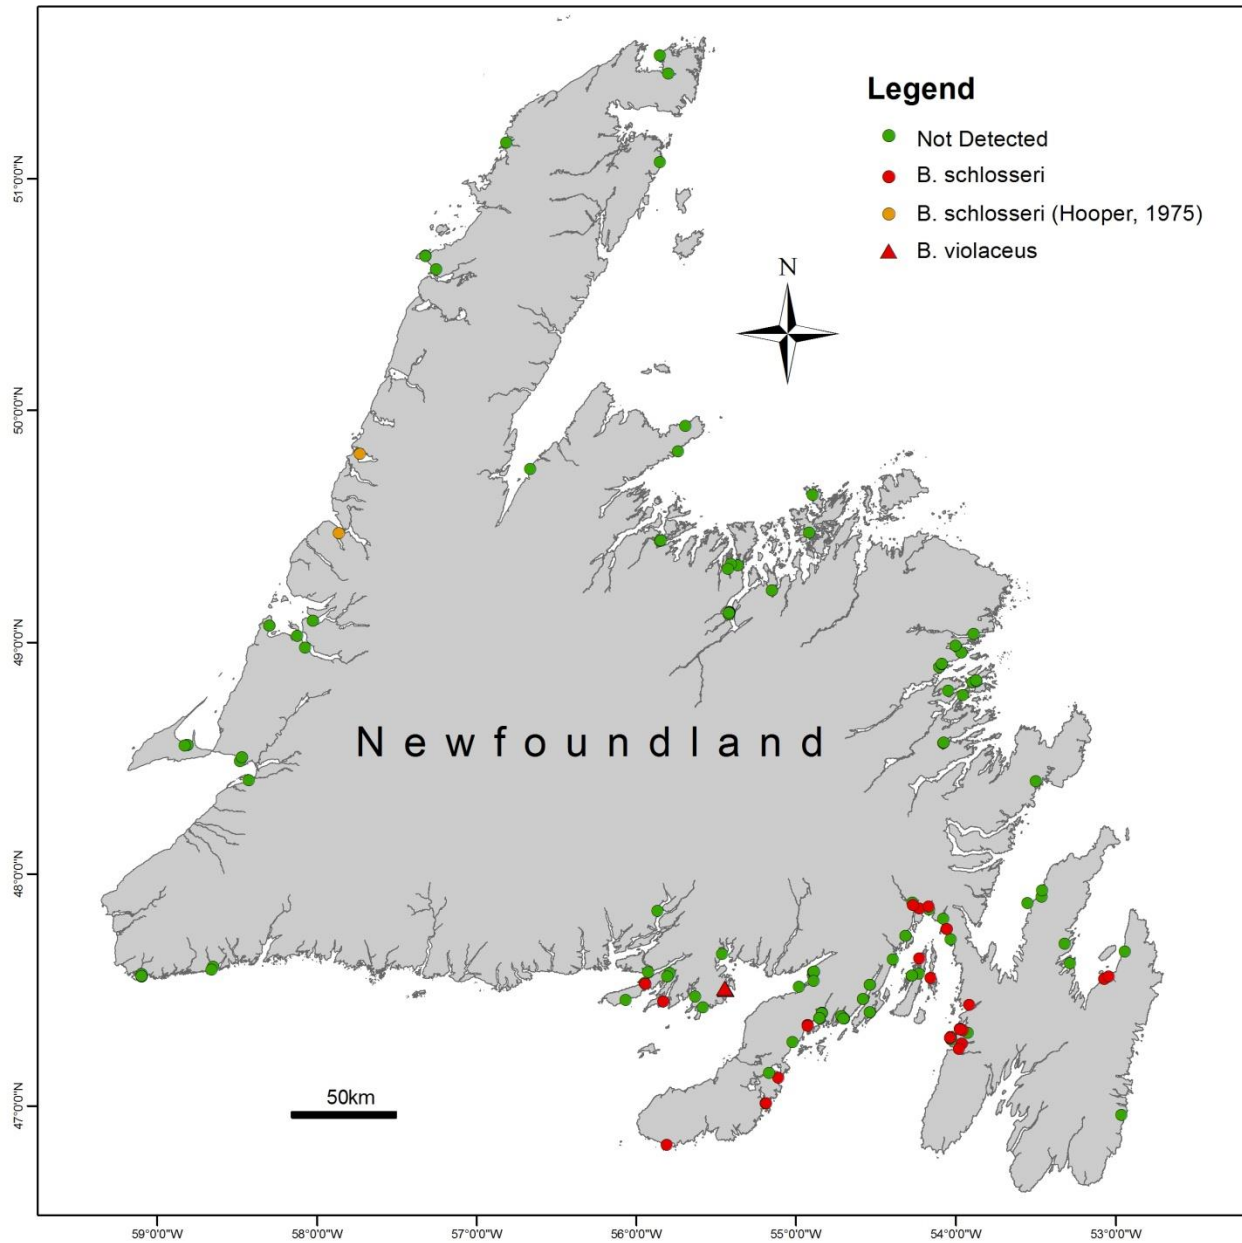 Legend
Not Detected
B. schlosseri
B. schlosseri (Hooper, 1975)
B. violaceus
N
51°0'0"N
50°0'0"N
49°0'0"N
48°0'0"N
47°0'0"N
Newfoundland
50km
59°0'0"W
58°0'0"W
57°0'0"W
56°0'0"W
55°0'0"W
54°0'0"W
53°0'0"W